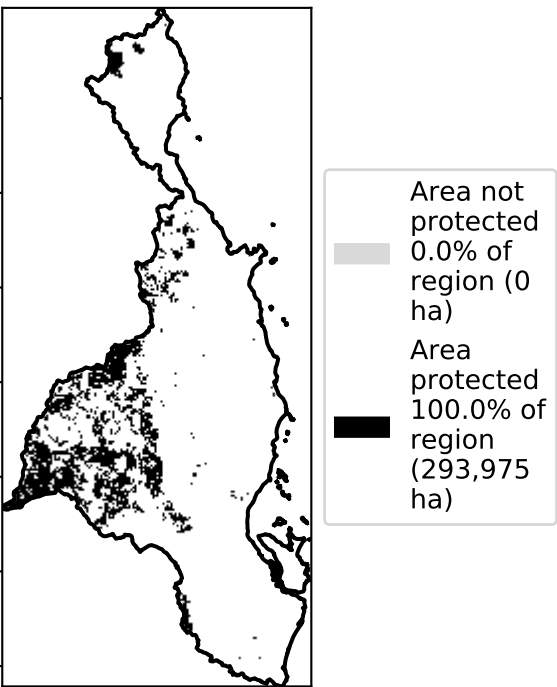 Area not
protected
0.0% of
region (0
ha)
Area
protected
100.0% of
region
(293,975
ha)